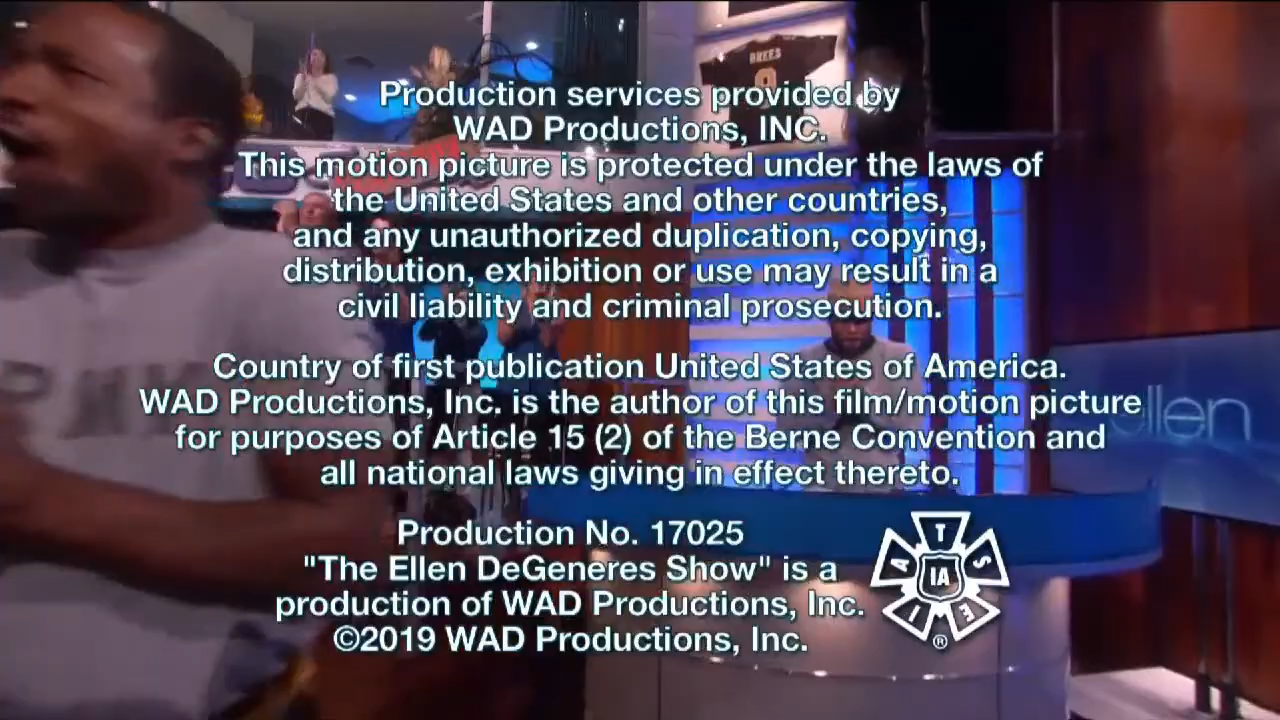 BREES
9
Production services provided by
WAD Productions, INC.
This motion picture is protected under the laws of
the United States and other countries,
and any unauthorized duplication, copying,
distribution, exhibition or use may result in a
civil liability and criminal prosecution.
Country of first publication United States of America.
WAD Productions, Inc. is the author of this film/motion picture
for purposes of Article 15 (2) of the Berne Convention and
all national laws giving in effect thereto.
ellen
Production No. 17025
"The Ellen DeGeneres Show" is a
production of WAD Productions, Inc.
©2019 WAD Productions, Inc.
I A T S E
IA
®